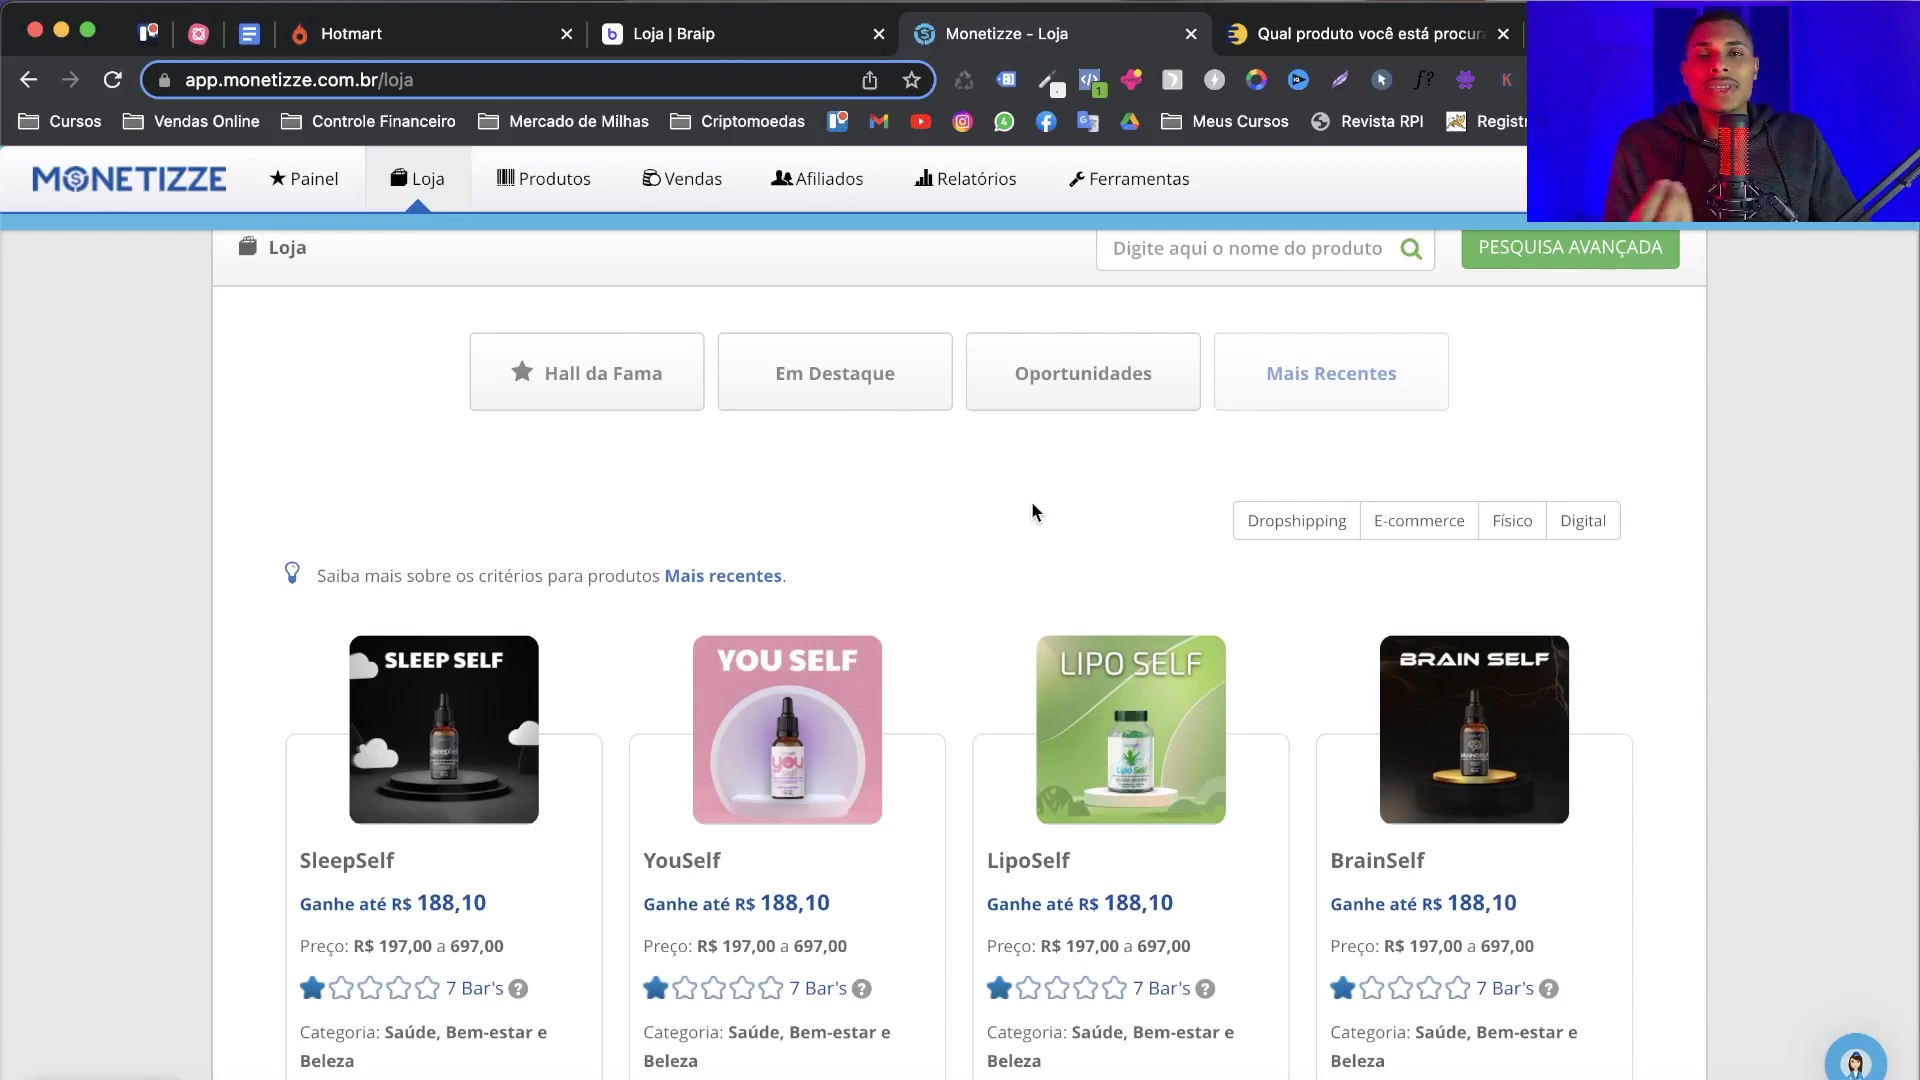 Hotmart
Loja | Braip
Monetizze - Loja
Qual produto você está procura
app.monetizze.com.br/loja
1
f?
K
Cursos
Vendas Online
Controle Financeiro
Mercado de Milhas
Criptomoedas
4
Meus Cursos
Revista RPI
Registr
MONETIZZE
Painel
Loja
Produtos
Vendas
Afiliados
Relatórios
Ferramentas
Loja
Digite aqui o nome do produto
PESQUISA AVANÇADA
Hall da Fama
Em Destaque
Oportunidades
Mais Recentes
Dropshipping
E-commerce
Físico
Digital
Saiba mais sobre os critérios para produtos Mais recentes.
SLEEP SELF
YOU SELF
you
LIPO SELF
Lipo Self
BRAIN SELF
SleepSelf
Ganhe até R$ 188,10
Preço: R$ 197,00 a 697,00
7 Bar's ?
Categoria: Saúde, Bem-estar e
Beleza
YouSelf
Ganhe até R$ 188,10
Preço: R$ 197,00 a 697,00
7 Bar's ?
Categoria: Saúde, Bem-estar e
Beleza
LipoSelf
Ganhe até R$ 188,10
Preço: R$ 197,00 a 697,00
7 Bar's ?
Categoria: Saúde, Bem-estar e
Beleza
BrainSelf
Ganhe até R$ 188,10
Preço: R$ 197,00 a 697,00
7 Bar's ?
Categoria: Saúde, Bem-estar e
Beleza